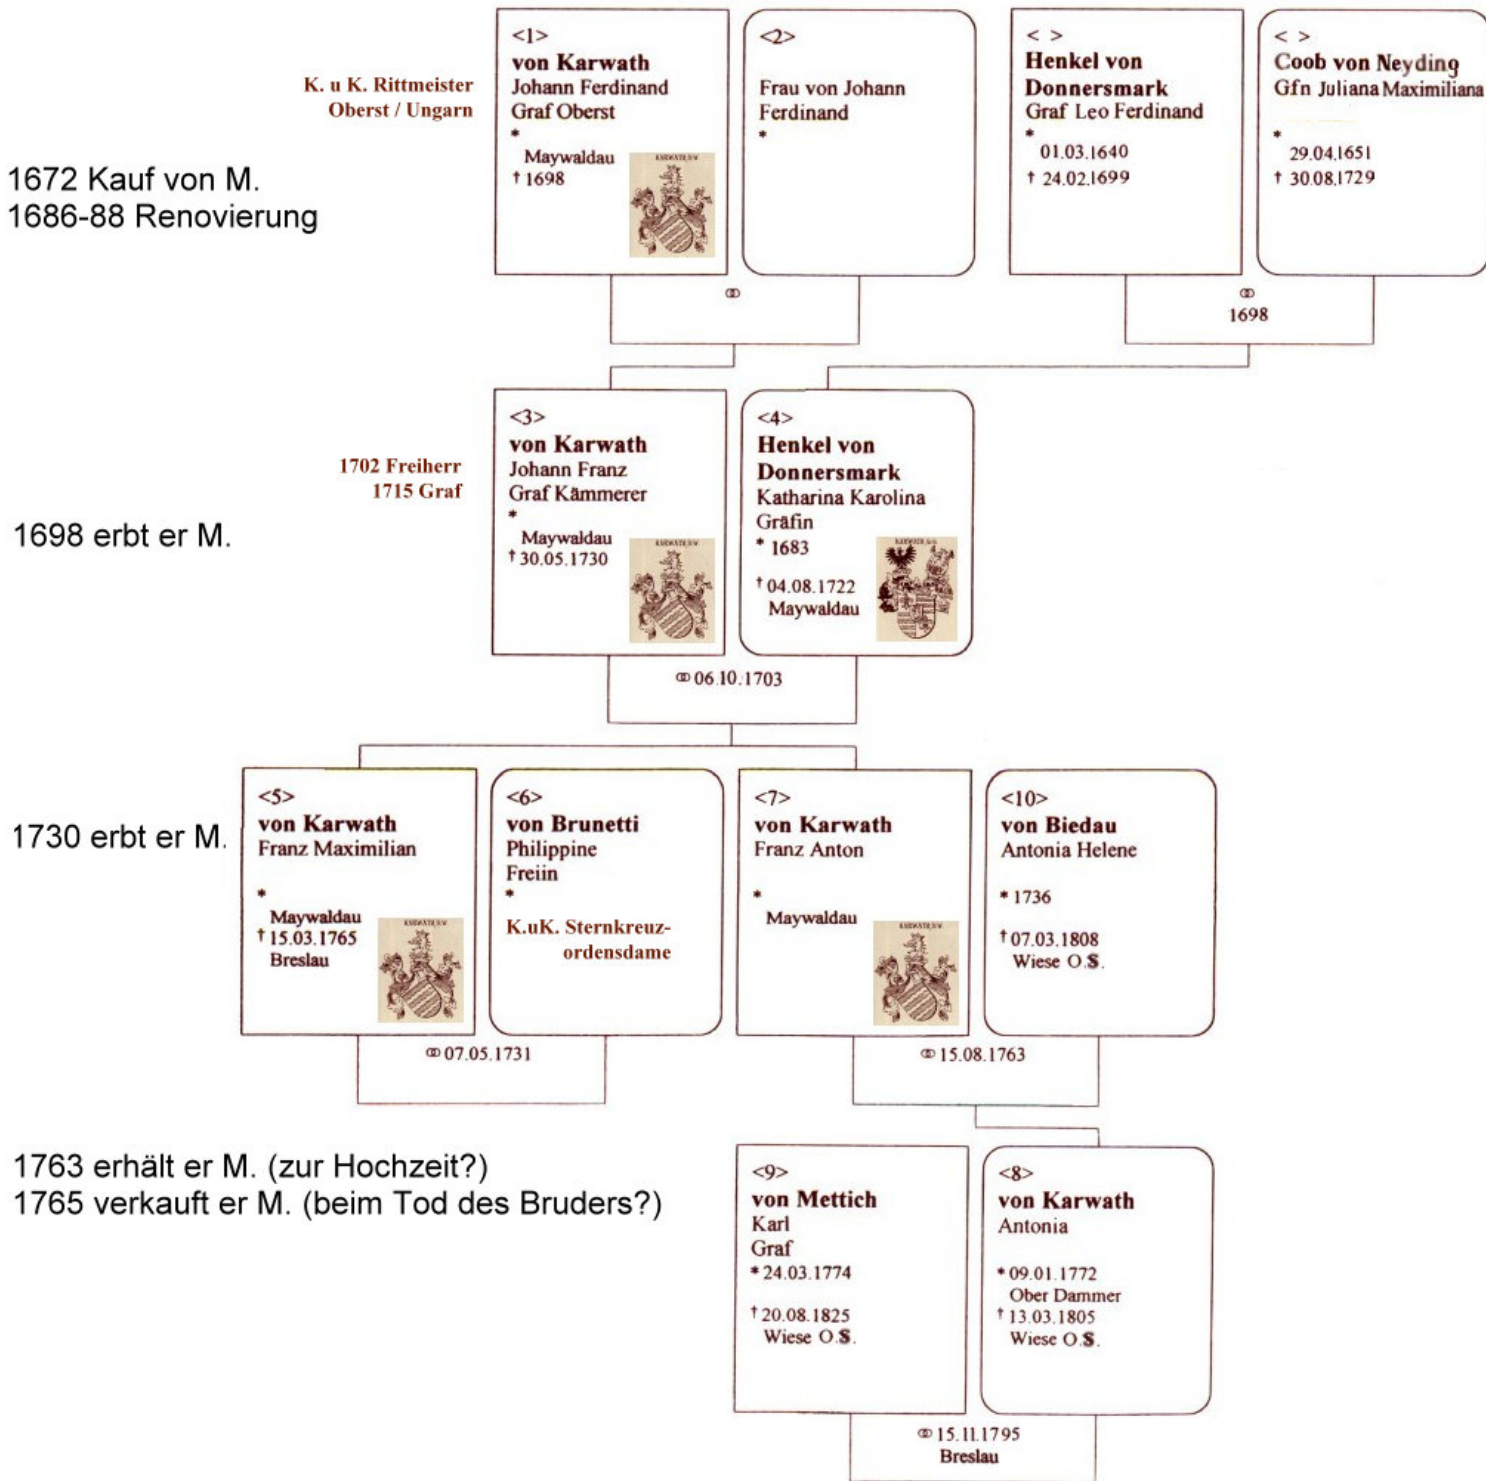 <1>
von Karwath
Johann Ferdinand
Graf Oberst
*
Maywaldau
† 1698
KARWATH, D.W.
<2>
Frau von Johann
Ferdinand
*
< >
Henkel von
Donnersmark
Graf Leo Ferdinand
*
01.03.1640
† 24.02.1699
< >
Coob von Neyding
Gfn Juliana Maximiliana
*
29.04.1651
† 30.08.1729
K. u K. Rittmeister
Oberst / Ungarn
1672 Kauf von M.
1686-88 Renovierung
⚭
⚭
1698
<3>
von Karwath
Johann Franz
Graf Kämmerer
*
Maywaldau
† 30.05.1730
KARWATH, D.W.
<4>
Henkel von
Donnersmark
Katharina Karolina
Gräfin
* 1683
† 04.08.1722
Maywaldau
1702 Freiherr
1715 Graf
1698 erbt er M.
⚭ 06.10.1703
<5>
von Karwath
Franz Maximilian
*
Maywaldau
† 15.03.1765
Breslau
KARWATH, D.W.
<6>
von Brunetti
Philippine
Freiin
*
K.uK. Sternkreuz-
ordensdame
<7>
von Karwath
Franz Anton
*
Maywaldau
KARWATH, D.W.
<10>
von Biedau
Antonia Helene
* 1736
† 07.03.1808
Wiese O.S.
1730 erbt er M.
⚭ 07.05.1731
⚭ 15.08.1763
1763 erhält er M. (zur Hochzeit?)
1765 verkauft er M. (beim Tod des Bruders?)
<9>
von Mettich
Karl
Graf
* 24.03.1774
† 20.08.1825
Wiese O.S.
<8>
von Karwath
Antonia
* 09.01.1772
Ober Dammer
† 13.03.1805
Wiese O.S.
⚭ 15.11.1795
Breslau